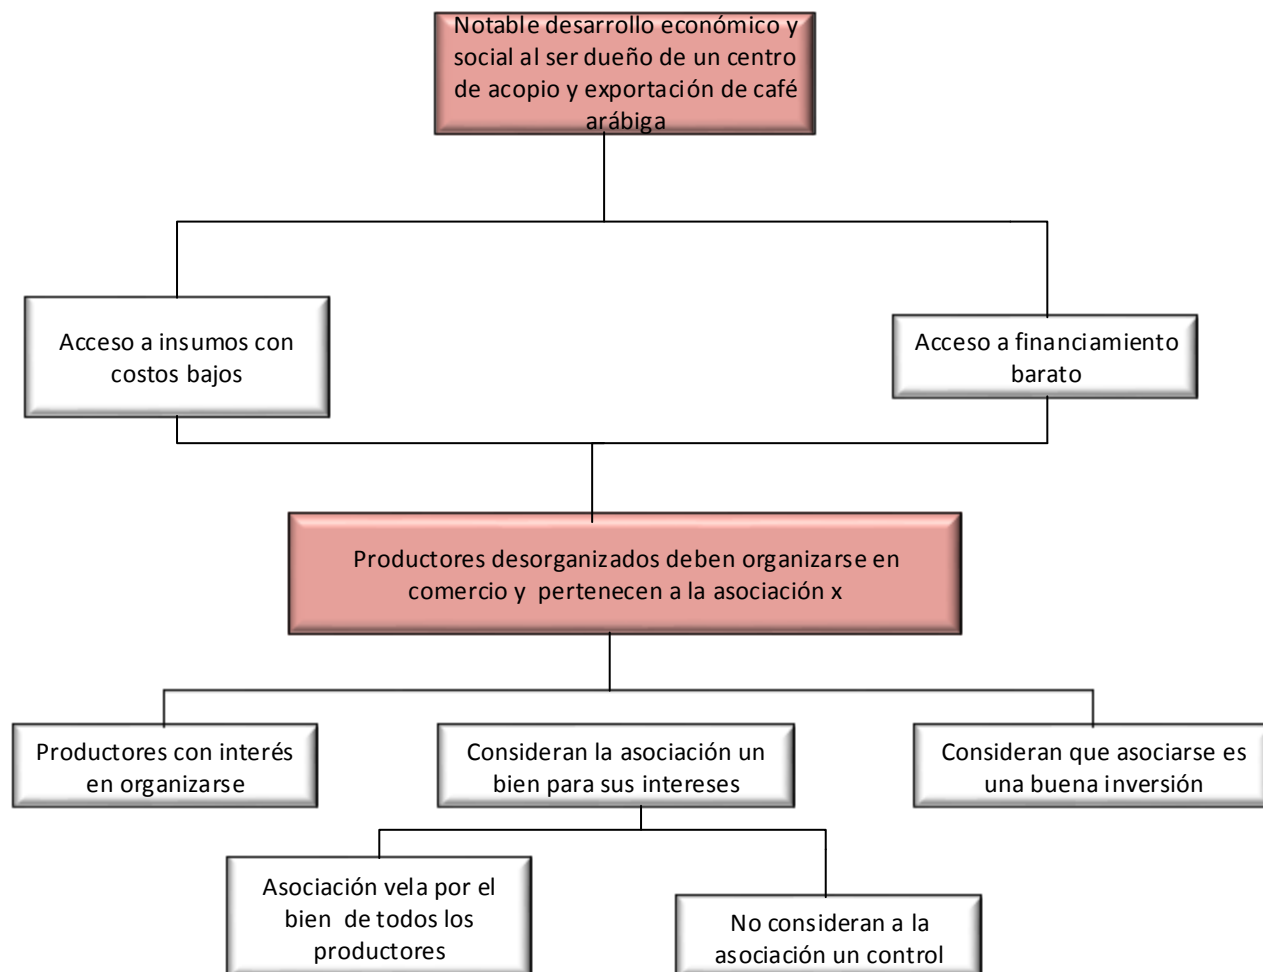 Notable desarrollo económico y
social al ser dueño de un centro
de acopio y exportación de café
arábiga
Acceso a insumos con
costos bajos
Acceso a financiamiento
barato
Productores desorganizados deben organizarse en
comercio y pertenecen a la asociación x
Productores con interés
en organizarse
Consideran la asociación un
bien para sus intereses
Consideran que asociarse es
una buena inversión
Asociación vela por el
bien de todos los
productores
No consideran a la
asociación un control